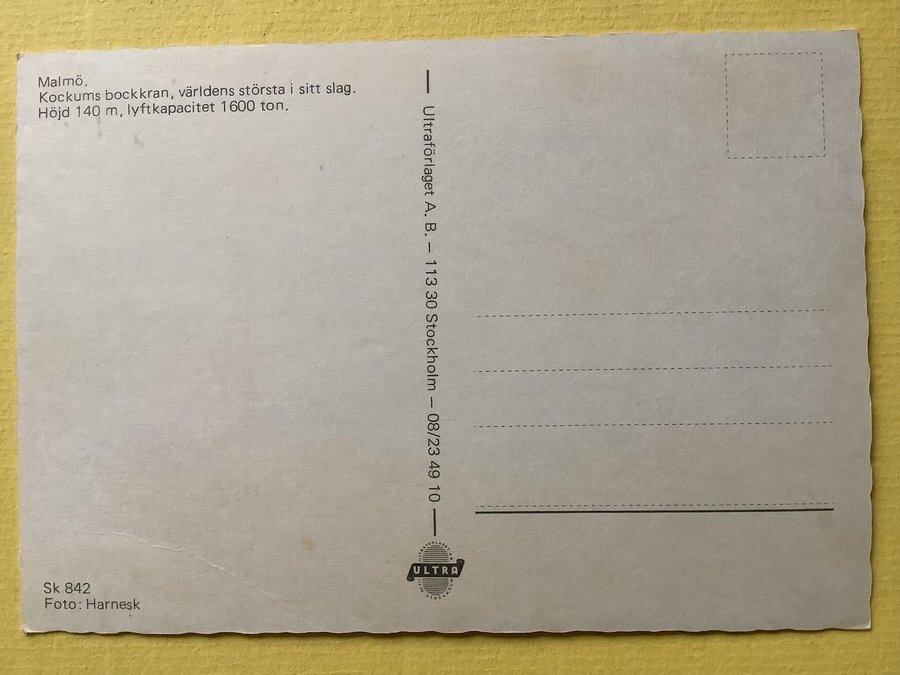 Malmö.
Kockums bockkran, världens största i sitt slag.
Höjd 140 m, lyftkapacitet 1600 ton.
Ultraförlaget A. B. – 113 30 Stockholm – 08/23 49 10
ULTRA
Sk 842
Foto: Harnesk